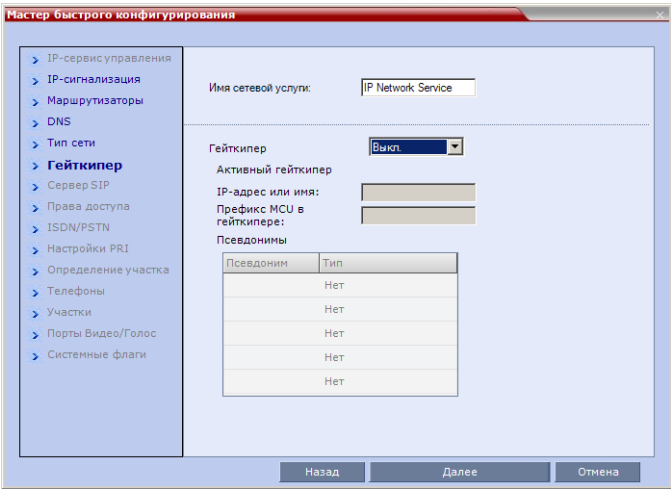 Мастер быстрого конфигурирования
IP-сервис управления
IP-сигнализация
Маршрутизаторы
DNS
Тип сети
Гейткипер
Сервер SIP
Права доступа
ISDN/PSTN
Настройки PRI
Определение участка
Телефоны
Участки
Порты Видео/Голос
Системные флаги
Имя сетевой услуги: IP Network Service
Гейткипер Выкл.
Активный гейткипер
IP-адрес или имя:
Префикс MCU в
гейткипере:
Псевдонимы
Псевдоним Тип
Нет
Нет
Нет
Нет
Нет
Назад Далее Отмена